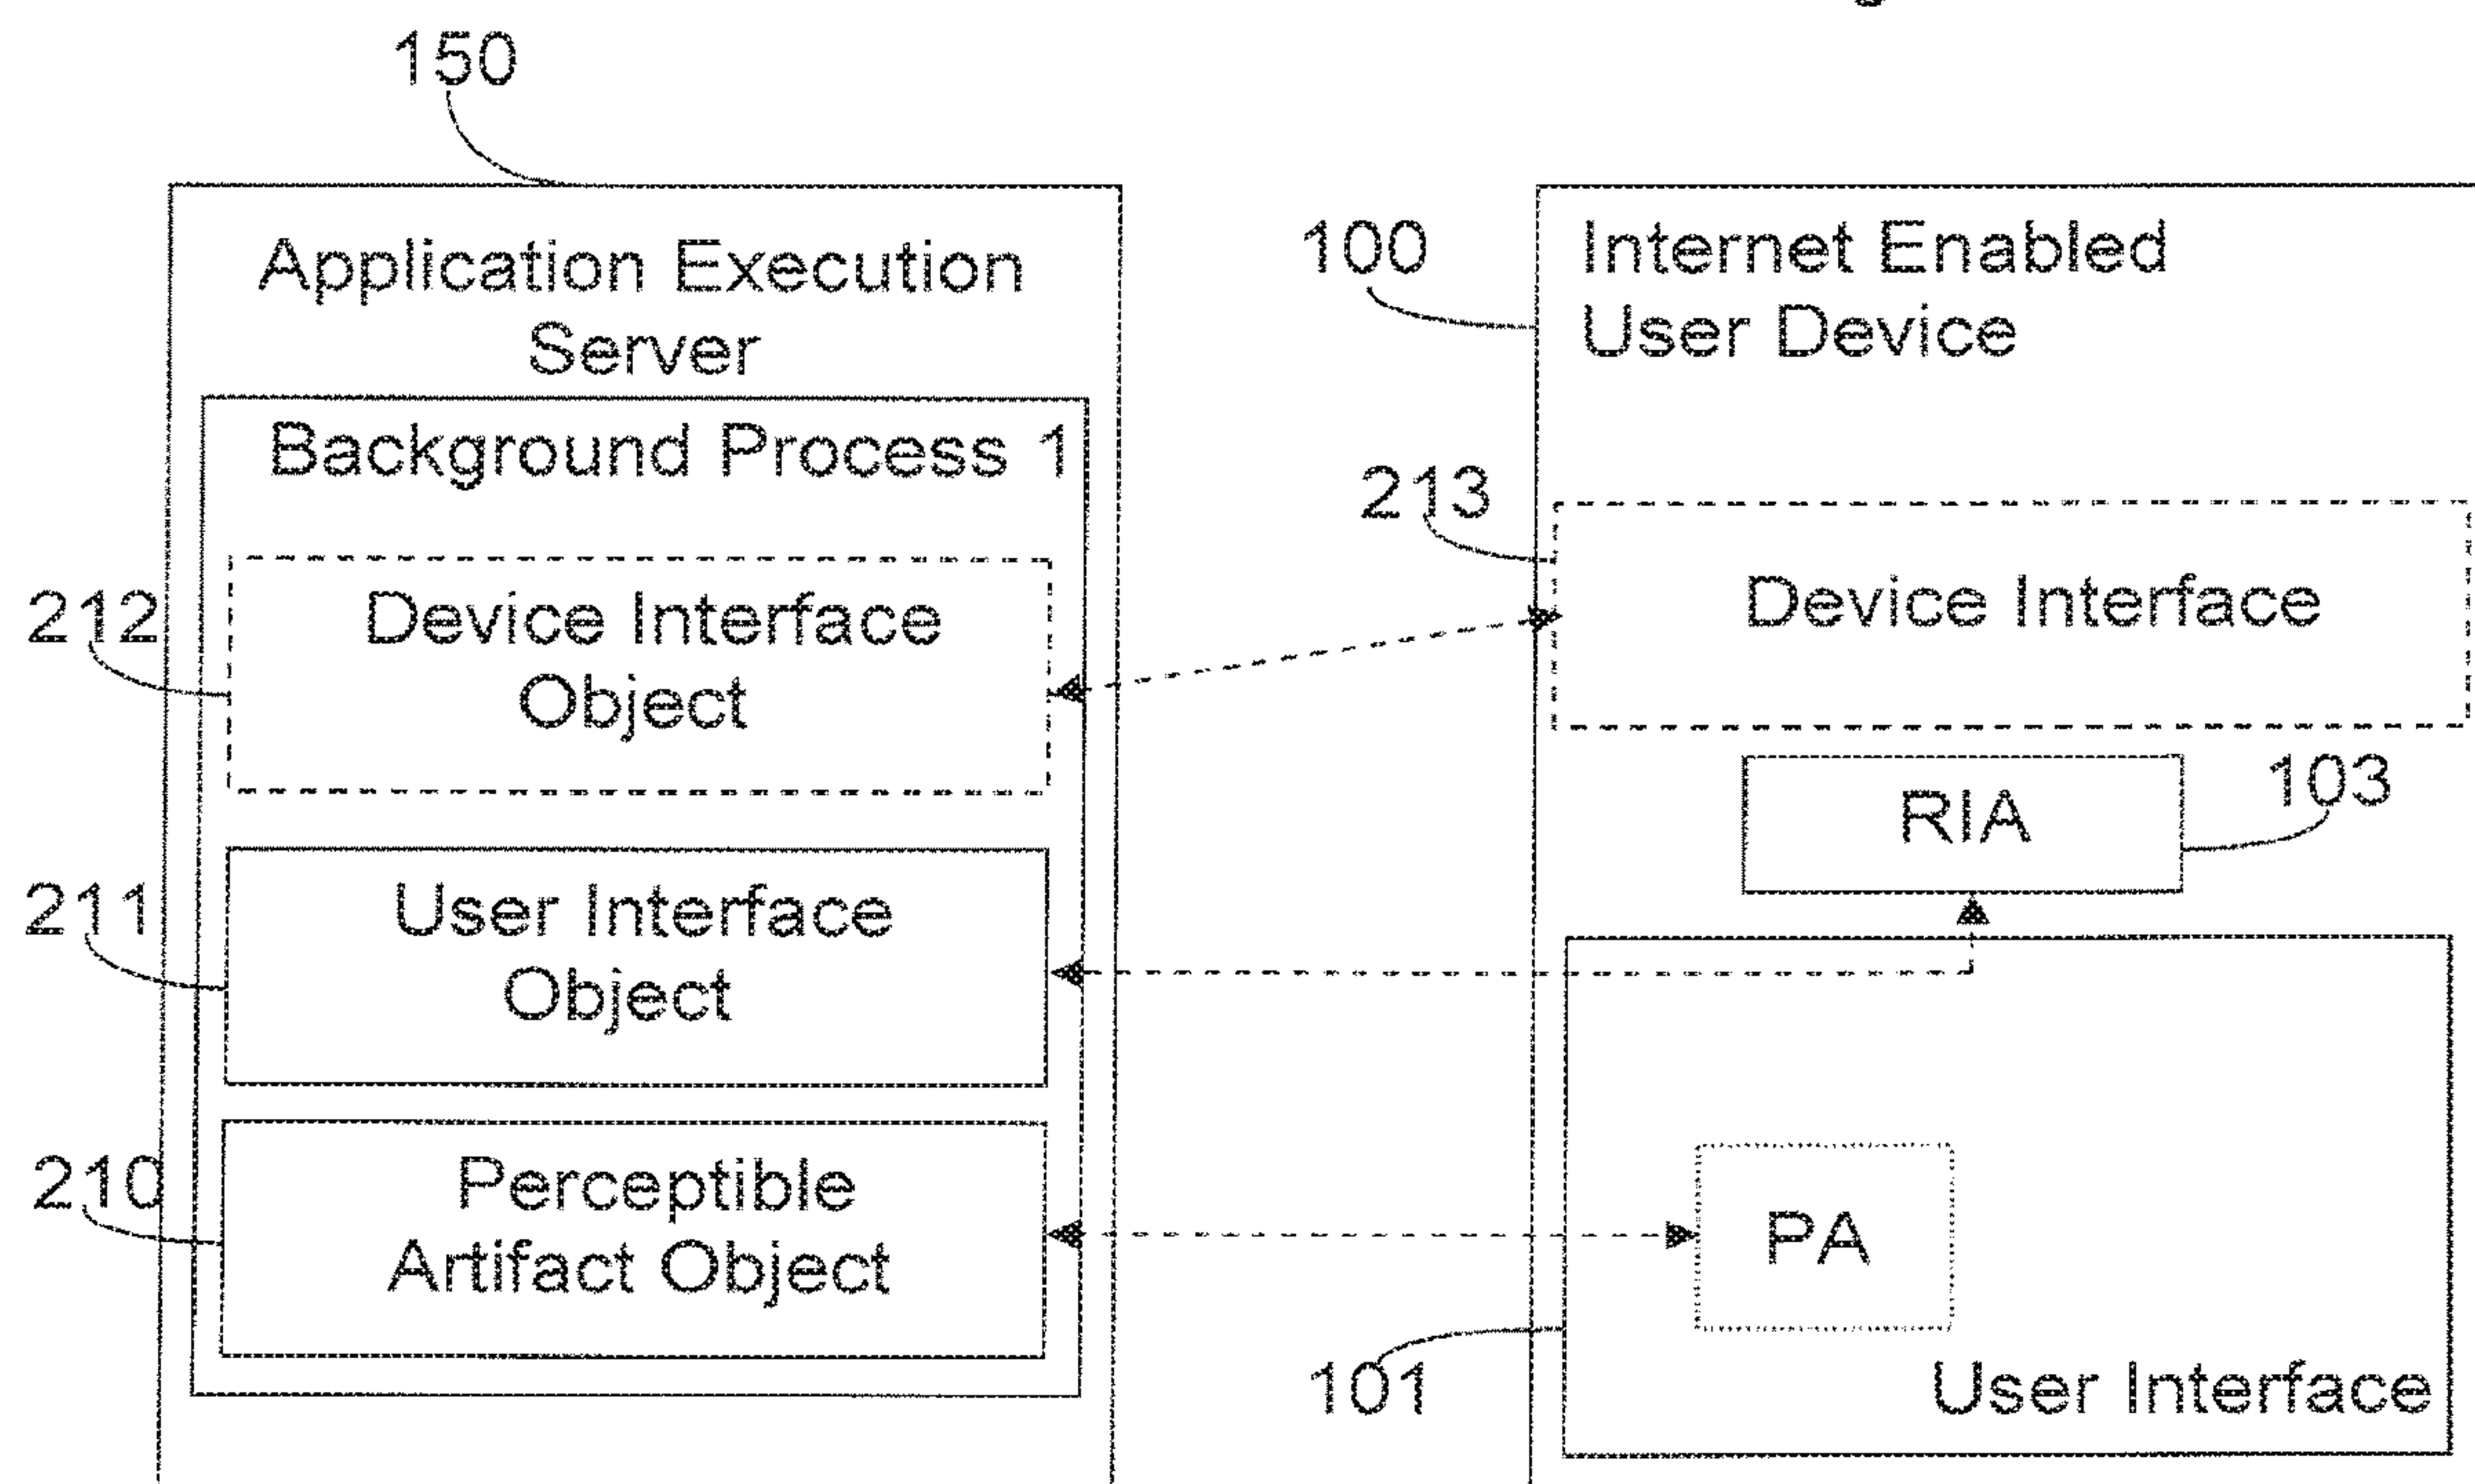 150
Application Execution
Server
Background Process 1
212
Device Interface
Object
211
User Interface
Object
210
Perceptible
Artifact Object
100
Internet Enabled
User Device
213
Device Interface
RIA
103
PA
101
User Interface